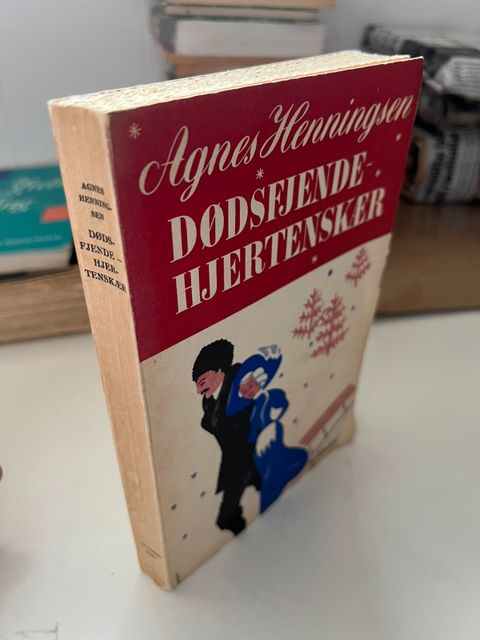 Agnes Henningsen
DØDSFJENDE-
HJERTENSKÆR
AGNES
HENNING-
SEN
DØDS-
FJENDE-
HJER-
TENSKÆR